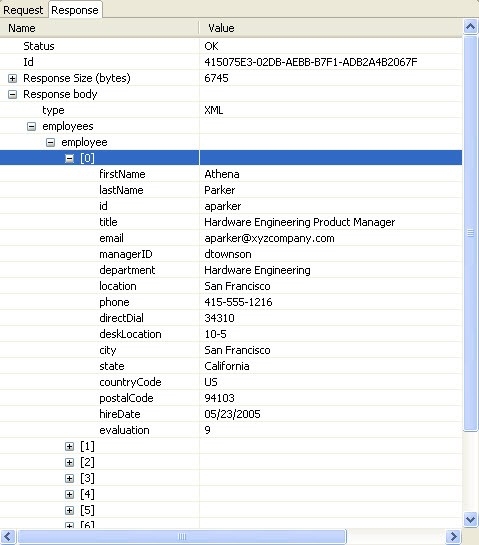 Request Response
Name Value
Status OK
Id 415075E3-02DB-AEBB-B7F1-ADB2A4B2067F
Response Size (bytes) 6745
Response body
type XML
employees
employee
[0]
firstName Athena
lastName Parker
id aparker
title Hardware Engineering Product Manager
email aparker@xyzcompany.com
managerID dtownson
department Hardware Engineering
location San Francisco
phone 415-555-1216
directDial 34310
deskLocation 10-5
city San Francisco
state California
countryCode US
postalCode 94103
hireDate 05/23/2005
evaluation 9
[1]
[2]
[3]
[4]
[5]
[6]